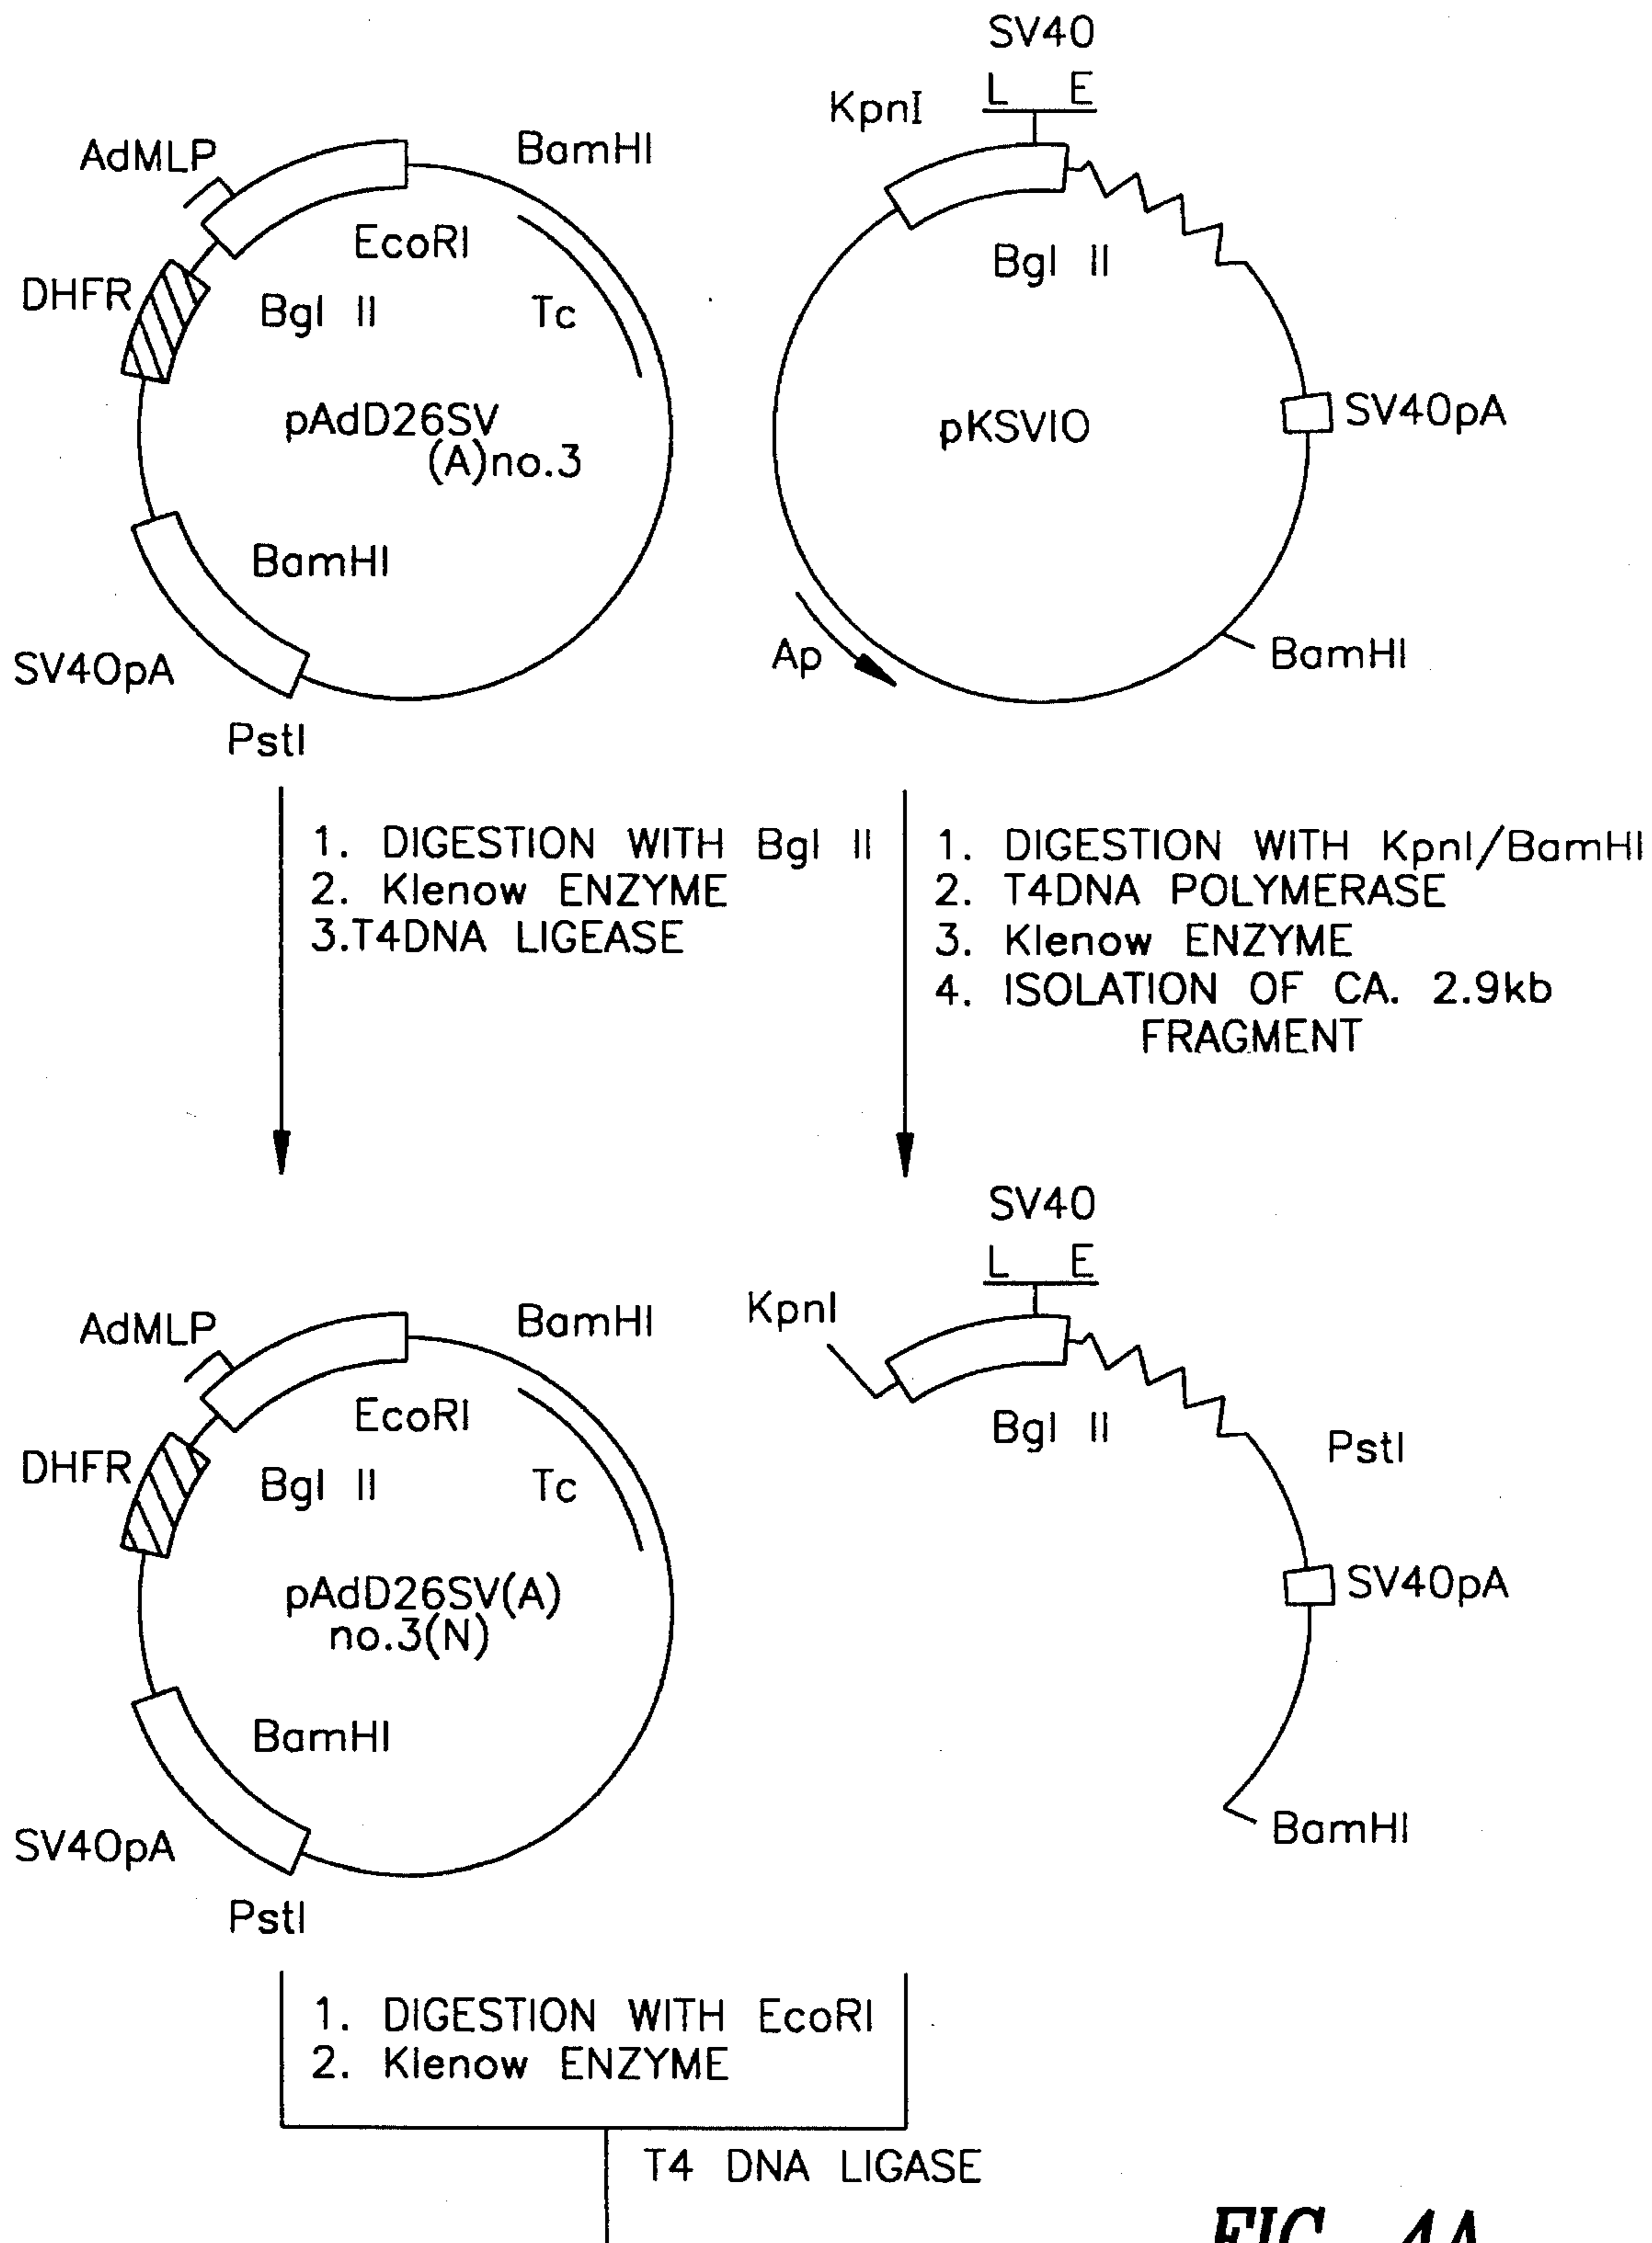 SV40
L E
KpnI
AdMLP
BamHI
EcoRI
DHFR
Bgl II
Tc
Bgl II
pAdD26SV
(A)no.3
pKSVIO
SV40pA
BamHI
Ap
BamHI
SV40pA
PstI
1. DIGESTION WITH Bgl II
2. Klenow ENZYME
3.T4DNA LIGEASE
1. DIGESTION WITH KpnI/BamHI
2. T4DNA POLYMERASE
3. Klenow ENZYME
4. ISOLATION OF CA. 2.9kb
FRAGMENT
SV40
L E
KpnI
AdMLP
BamHI
EcoRI
DHFR
Bgl II
Tc
Bgl II
PstI
pAdD26SV(A)
no.3(N)
SV40pA
BamHI
SV40pA
BamHI
PstI
1. DIGESTION WITH EcoRI
2. Klenow ENZYME
T4 DNA LIGASE
FIG. 4A